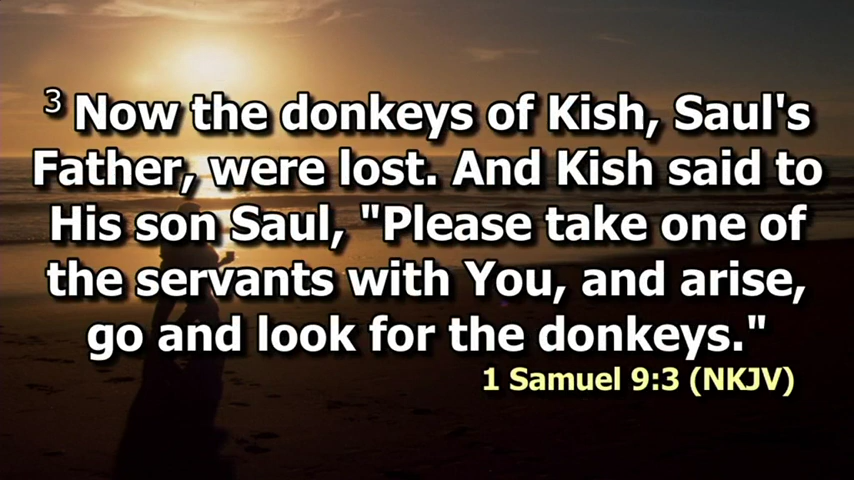 3 Now the donkeys of Kish, Saul's
Father, were lost. And Kish said to
His son Saul, "Please take one of
the servants with You, and arise,
go and look for the donkeys."
1 Samuel 9:3 (NKJV)